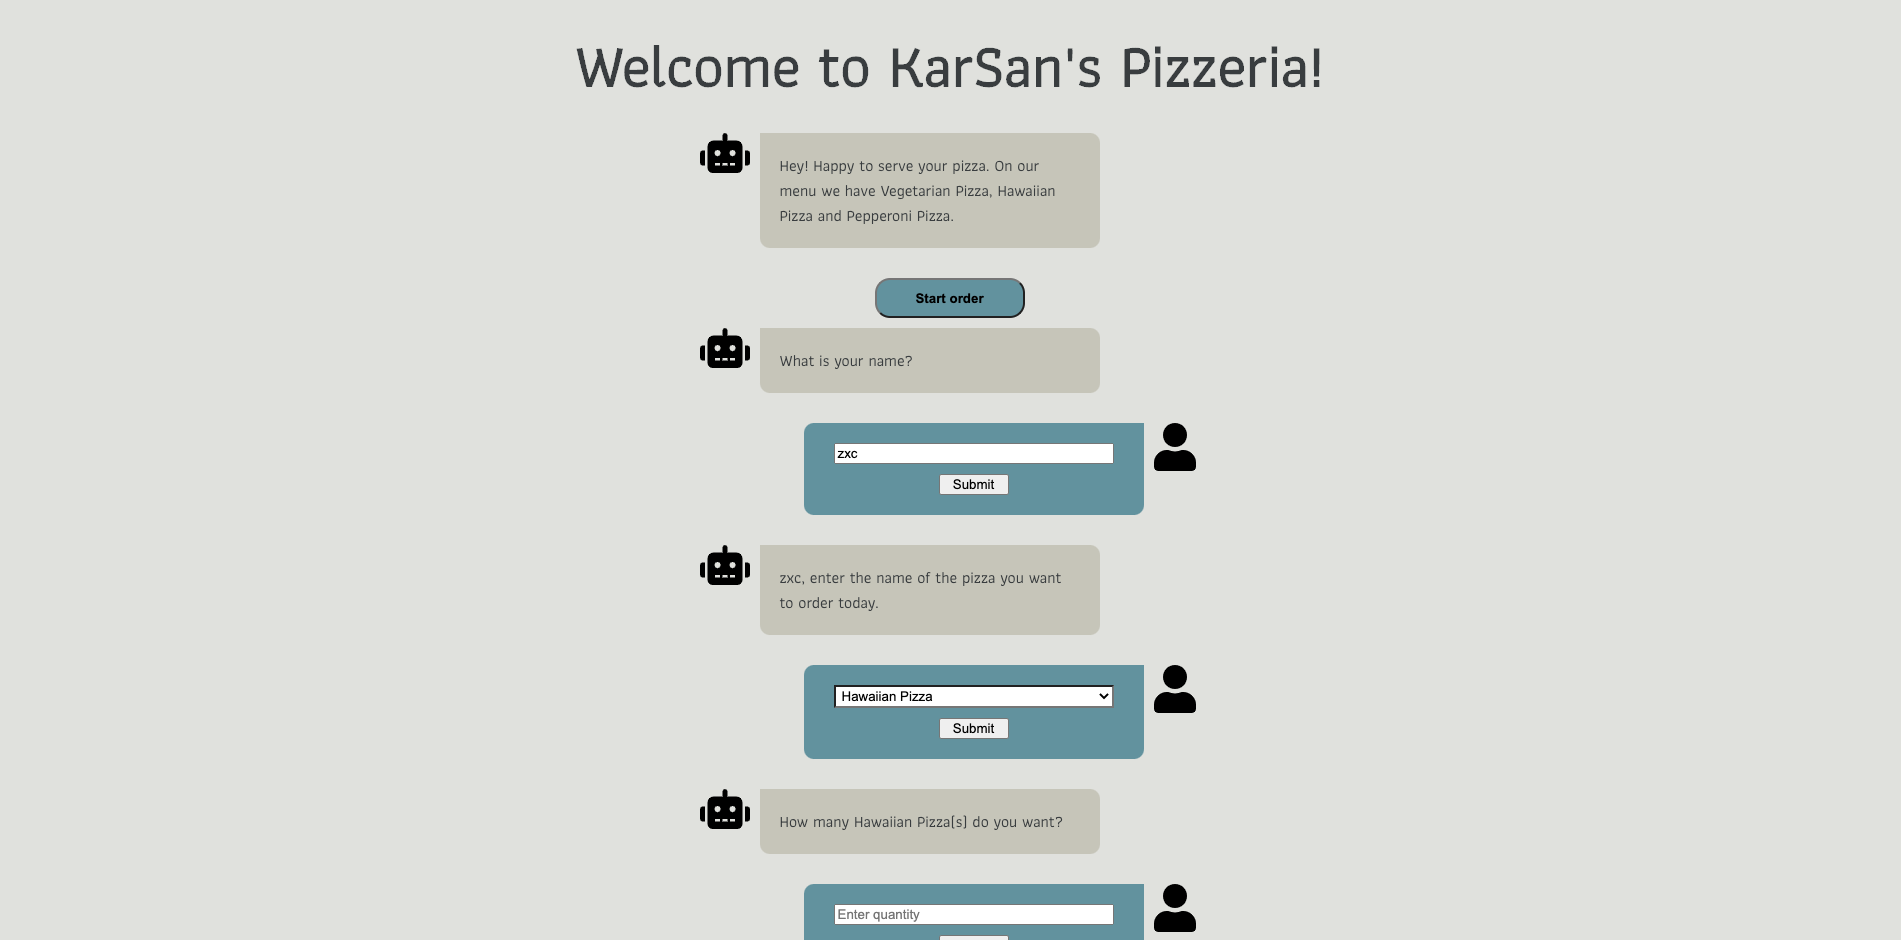 Welcome to KarSan's Pizzeria!
Hey! Happy to serve your pizza. On our
menu we have Vegetarian Pizza, Hawaiian
Pizza and Pepperoni Pizza.
Start order
What is your name?
zxc
Submit
zxc, enter the name of the pizza you want
to order today.
Hawaiian Pizza
Submit
How many Hawaiian Pizza(s) do you want?
Enter quantity